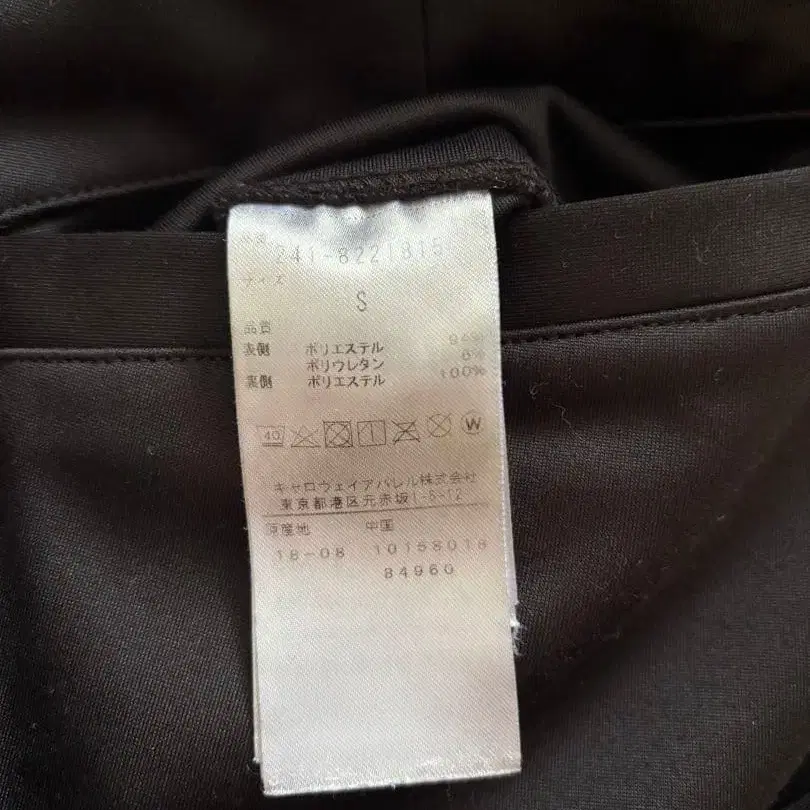 品番
241-8221815
サイズ
S
品質
表側 ポリエステル 94%
ポリウレタン 6%
裏側 ポリエステル 100%
40 W
キャロウェイアパレル株式会社
東京都港区元赤坂1-5-12
原産地 中国
18-08 10158018
84960